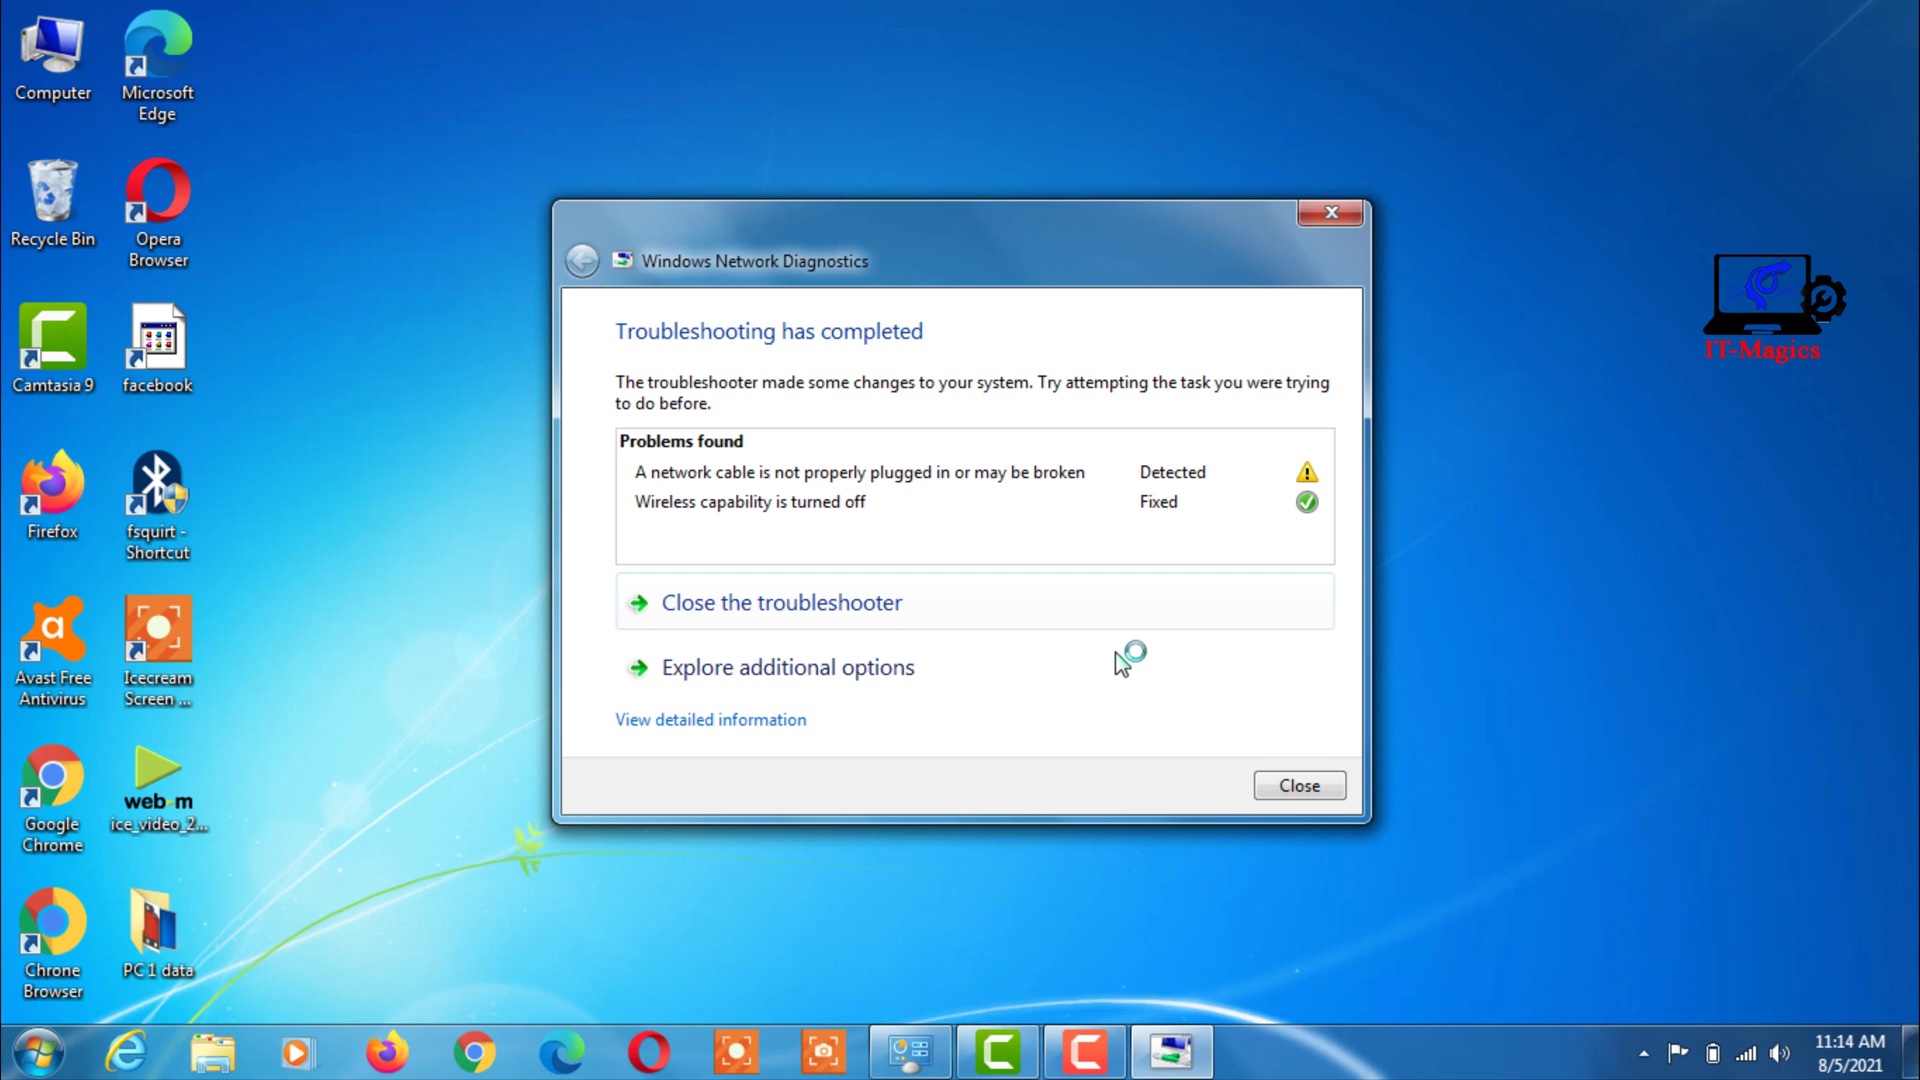 Computer
Microsoft
Edge
Recycle Bin
Opera
Browser
Camtasia 9
facebook
Firefox
fsquirt -
Shortcut
Avast Free
Antivirus
Icecream
Screen ...
Google
Chrome
web-m
ice_video_2...
Chrone
Browser
PC 1 data
Windows Network Diagnostics
Troubleshooting has completed
The troubleshooter made some changes to your system. Try attempting the task you were trying
to do before.
Problems found
A network cable is not properly plugged in or may be broken Detected
Wireless capability is turned off Fixed
Close the troubleshooter
Explore additional options
View detailed information
Close
IT-Magics
11:14 AM
8/5/2021